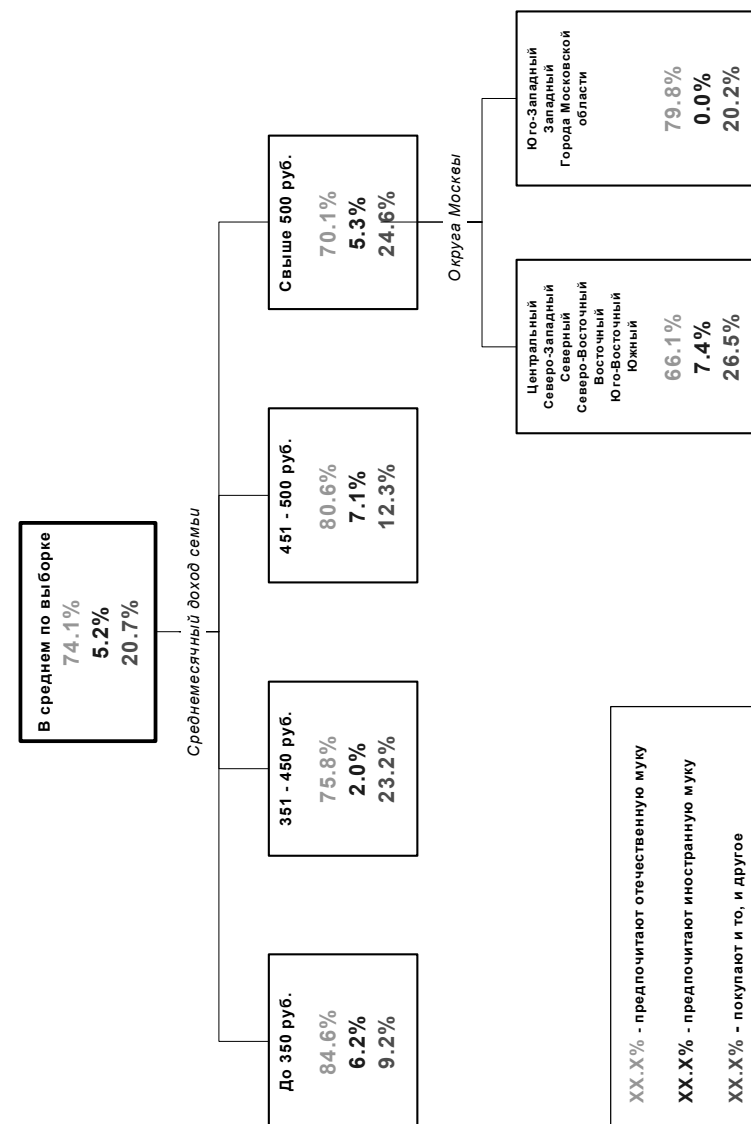 В среднем по выборке
74.1%
5.2%
20.7%
Среднемесячный доход семьи
До 350 руб.
84.6%
6.2%
9.2%
351 - 450 руб.
75.8%
2.0%
23.2%
451 - 500 руб.
80.6%
7.1%
12.3%
Свыше 500 руб.
70.1%
5.3%
24.6%
Округа Москвы
Центральный
Северо-Западный
Северный
Северо-Восточный
Восточный
Юго-Восточный
Южный
66.1%
7.4%
26.5%
Юго-Западный
Западный
Города Московской
области
79.8%
0.0%
20.2%
XX.X% - предпочитают отечественную муку
XX.X% - предпочитают иностранную муку
XX.X% - покупают и то, и другое